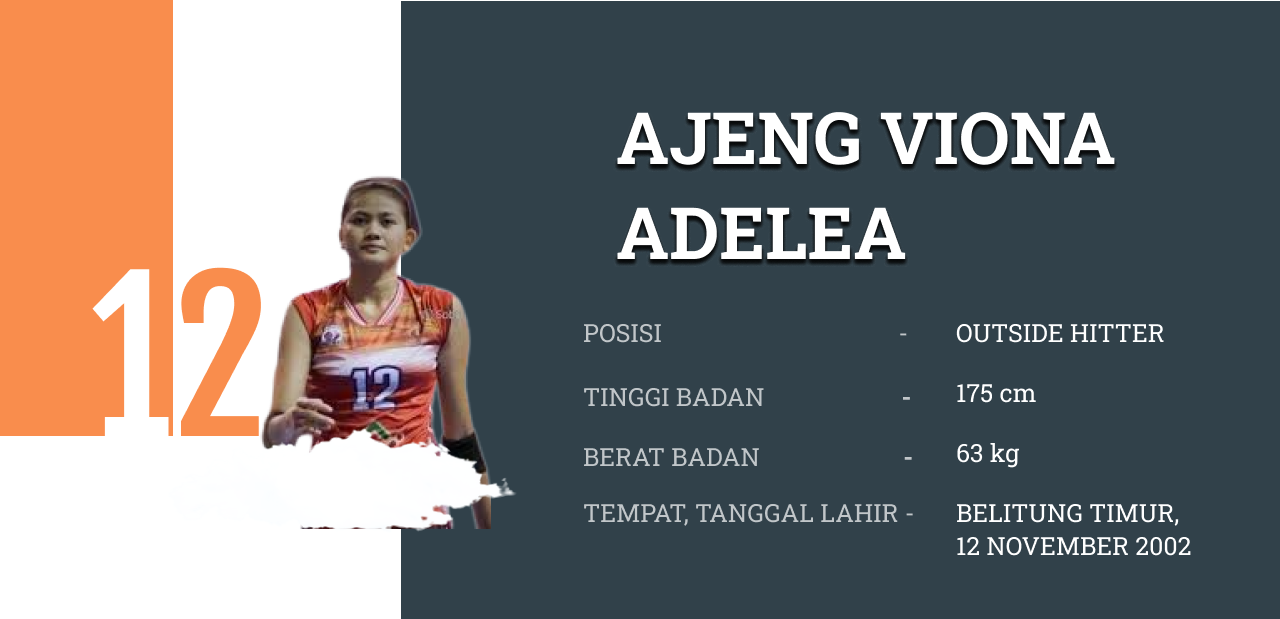 AJENG VIONA
ADELEA
12
12
POSISI - OUTSIDE HITTER
TINGGI BADAN - 175 cm
BERAT BADAN - 63 kg
TEMPAT, TANGGAL LAHIR - BELITUNG TIMUR,
12 NOVEMBER 2002